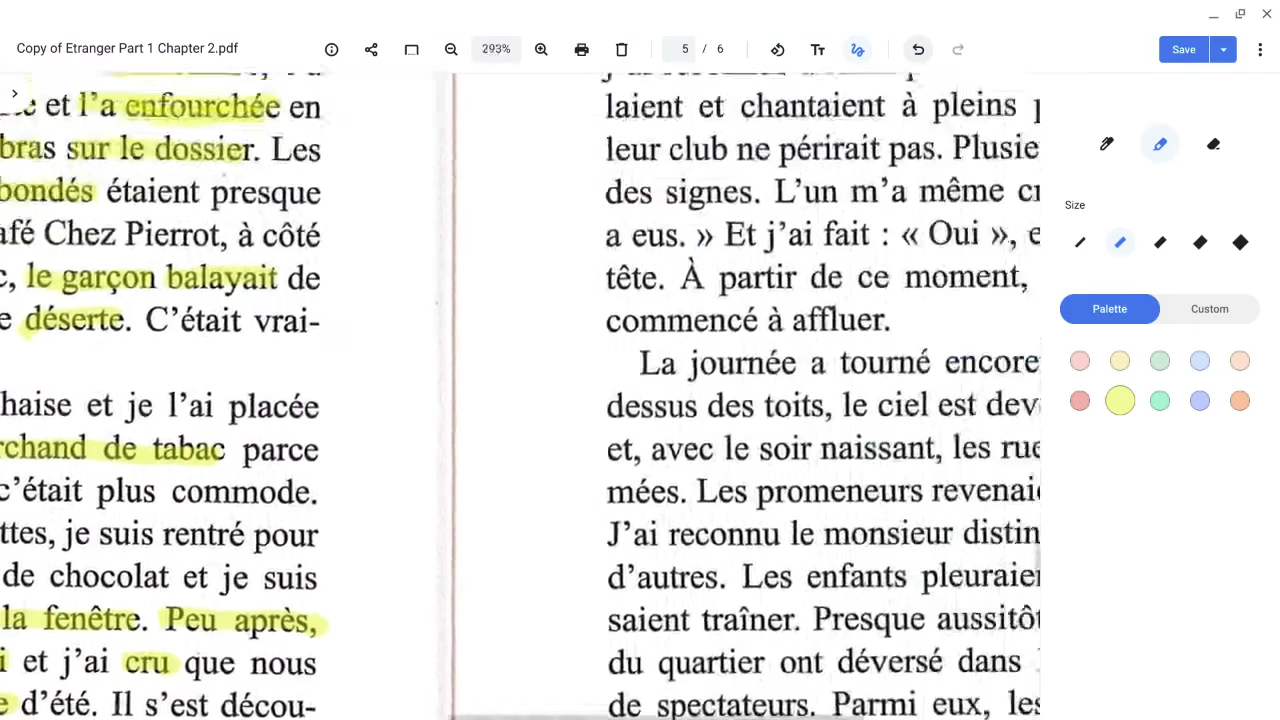 Copy of Etranger Part 1 Chapter 2.pdf
293%
5 / 6
Tr
Save
et l'a enfourchée en
bras sur le dossier. Les
bondés étaient presque
afé Chez Pierrot, à côté
le garçon balayait de
déserte. C'était vrai-
haise et je l'ai placée
rchand de tabac parce
c'était plus commode.
ttes, je suis rentré pour
de chocolat et je suis
la fenêtre. Peu après,
i et j'ai cru que nous
e d'été. Il s'est décou-
laient et chantaient à pleins
leur club ne périrait pas. Plusie
des signes. L'un m'a même cr
a eus. » Et j'ai fait : « Oui », e
tête. À partir de ce moment,
commencé à affluer.
La journée a tourné encore
dessus des toits, le ciel est dev
et, avec le soir naissant, les rue
mées. Les promeneurs revenai
J'ai reconnu le monsieur distin
d'autres. Les enfants pleuraie
saient traîner. Presque aussitôt
du quartier ont déversé dans
de spectateurs. Parmi eux, les
Size
Palette
Custom